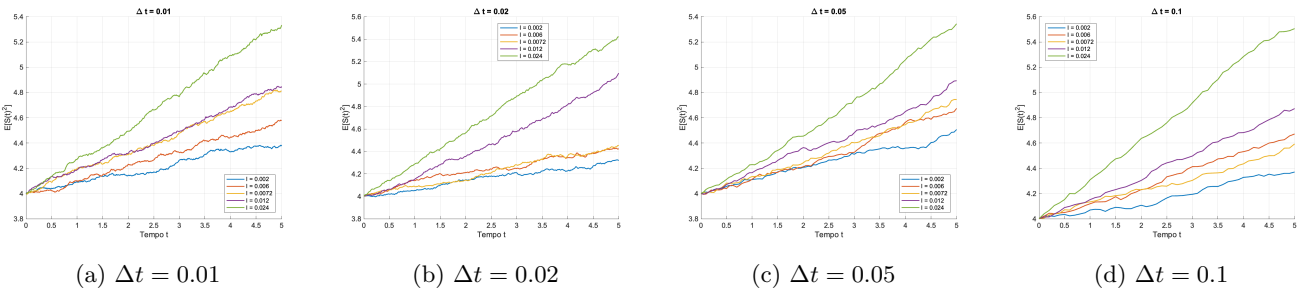 Δ t = 0.01
E[S(t)^2]
5.4
5.2
5
4.8
4.6
4.4
4.2
4
3.8
I = 0.002
I = 0.006
I = 0.0072
I = 0.012
I = 0.024
0 0.5 1 1.5 2 2.5 3 3.5 4 4.5 5
Tempo t
(a) Δt = 0.01
Δ t = 0.02
E[S(t)^2]
5.6
5.4
5.2
5
4.8
4.6
4.4
4.2
4
3.8
I = 0.002
I = 0.006
I = 0.0072
I = 0.012
I = 0.024
0 0.5 1 1.5 2 2.5 3 3.5 4 4.5 5
Tempo t
(b) Δt = 0.02
Δ t = 0.05
E[S(t)^2]
5.4
5.2
5
4.8
4.6
4.4
4.2
4
3.8
I = 0.002
I = 0.006
I = 0.0072
I = 0.012
I = 0.024
0 0.5 1 1.5 2 2.5 3 3.5 4 4.5 5
Tempo t
(c) Δt = 0.05
Δ t = 0.1
E[S(t)^2]
5.6
5.4
5.2
5
4.8
4.6
4.4
4.2
4
I = 0.002
I = 0.006
I = 0.0072
I = 0.012
I = 0.024
0 0.5 1 1.5 2 2.5 3 3.5 4 4.5 5
Tempo t
(d) Δt = 0.1